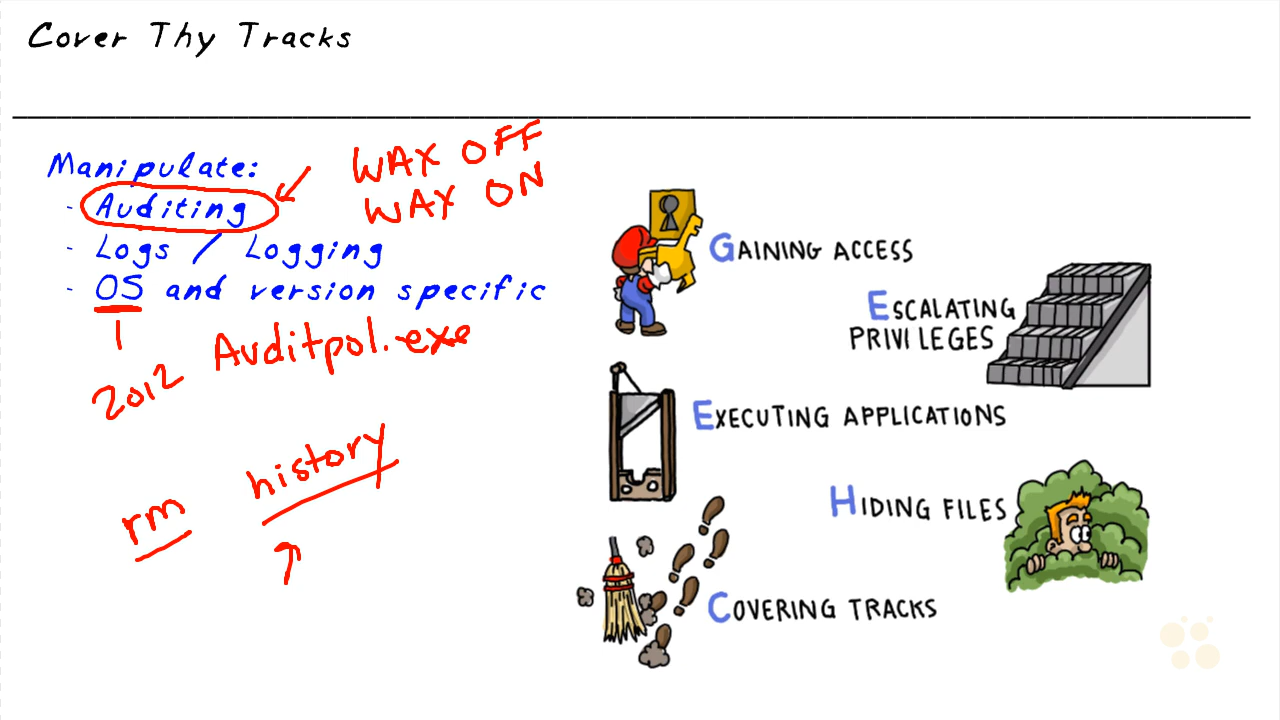 Cover Thy Tracks
Manipulate:
- Auditing
- Logs / Logging
- OS and version specific
WAX OFF
WAX ON
2012 Auditpol.exe
rm history
GAINING ACCESS
ESCALATING
PRIVILEGES
EXECUTING APPLICATIONS
HIDING FILES
COVERING TRACKS